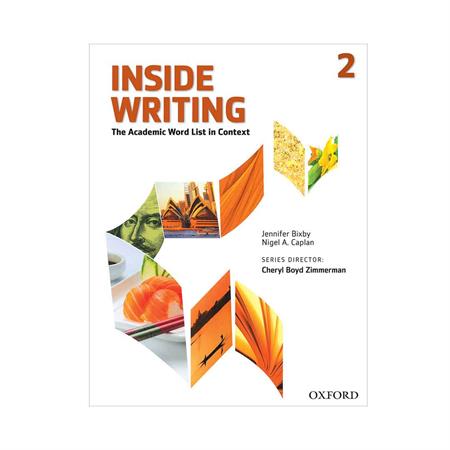 INSIDE
WRITING
2
The Academic Word List in Context
Jennifer Bixby
Nigel A. Caplan
SERIES DIRECTOR:
Cheryl Boyd Zimmerman
OXFORD